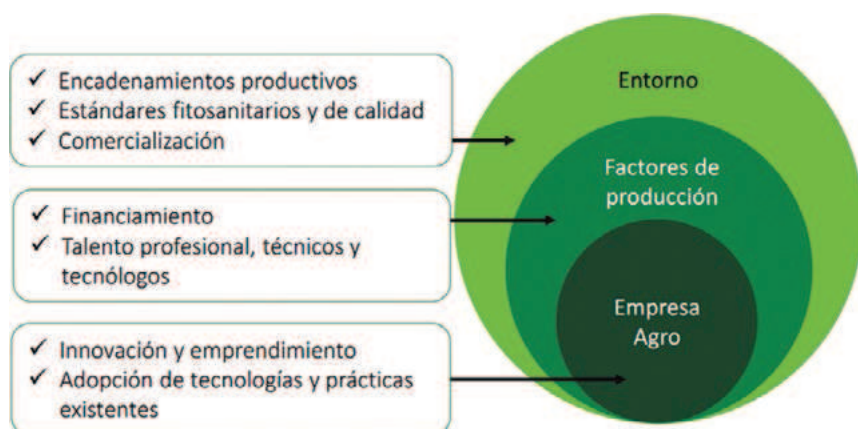 ✓ Encadenamientos productivos
✓ Estándares fitosanitarios y de calidad
✓ Comercialización
✓ Financiamiento
✓ Talento profesional, técnicos y
tecnólogos
✓ Innovación y emprendimiento
✓ Adopción de tecnologías y prácticas
existentes
Entorno
Factores de
producción
Empresa
Agro